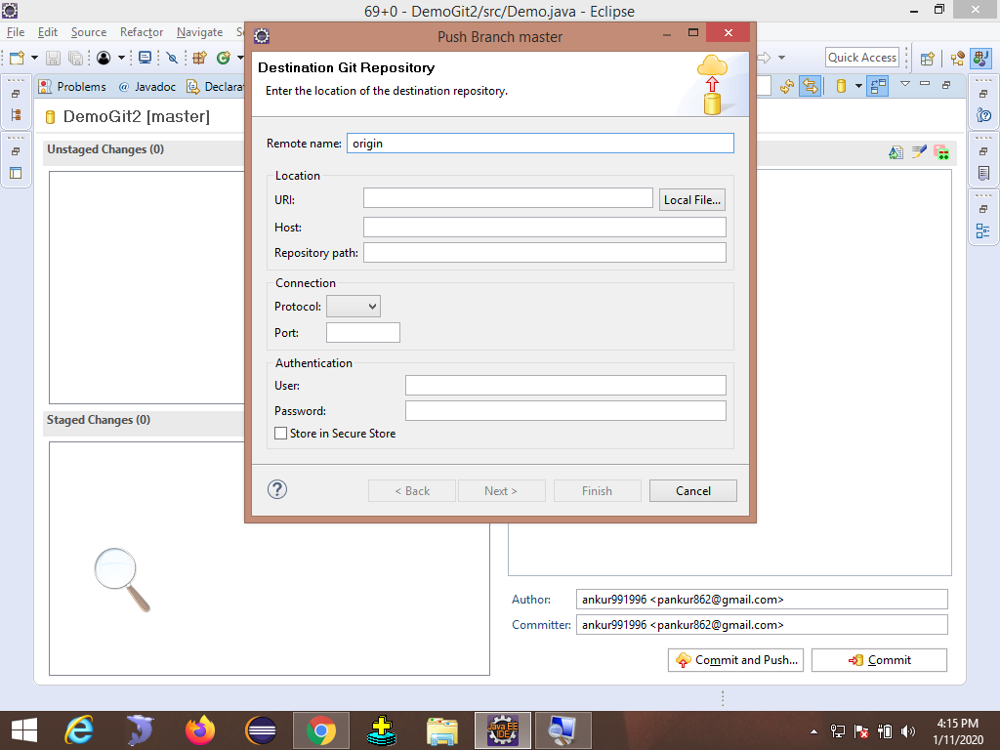 69+0 - DemoGit2/src/Demo.java - Eclipse
File Edit Source Refactor Navigate
Push Branch master
Quick Access
Problems @ Javadoc Declarat
Destination Git Repository
Enter the location of the destination repository.
DemoGit2 [master]
Unstaged Changes (0)
Remote name: origin
Location
URI: Local File...
Host:
Repository path:
Connection
Protocol:
Port:
Authentication
User:
Password:
Store in Secure Store
Staged Changes (0)
? < Back Next > Finish Cancel
Author: ankur991996 <pankur862@gmail.com>
Committer: ankur991996 <pankur862@gmail.com>
Commit and Push... Commit
Java EE
IDE
4:15 PM
1/11/2020